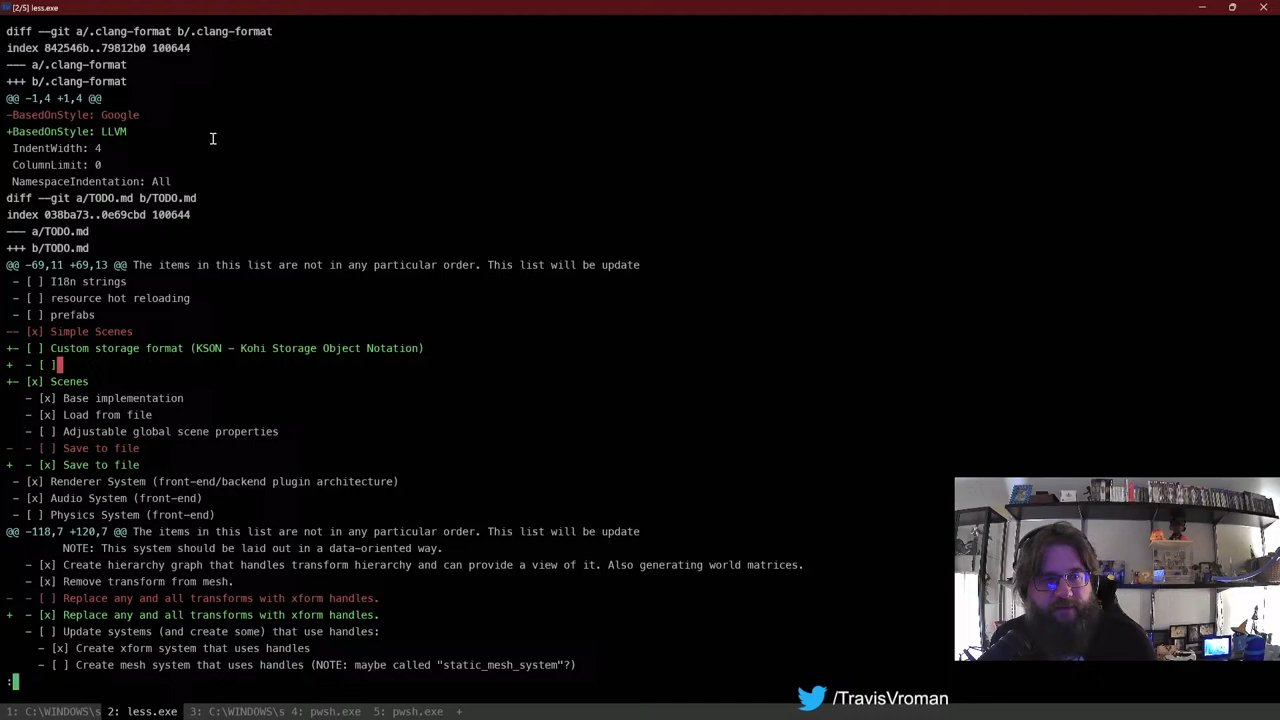 [2/5] less.exe
diff --git a/.clang-format b/.clang-format
index 842546b..79812b0 100644
--- a/.clang-format
+++ b/.clang-format
@@ -1,4 +1,4 @@
-BasedOnStyle: Google
+BasedOnStyle: LLVM
 IndentWidth: 4
 ColumnLimit: 0
 NamespaceIndentation: All
diff --git a/TODO.md b/TODO.md
index 038ba73..0e69cbd 100644
--- a/TODO.md
+++ b/TODO.md
@@ -69,11 +69,13 @@ The items in this list are not in any particular order. This list will be update
 - [ ] I18n strings
 - [ ] resource hot reloading
 - [ ] prefabs
-- [x] Simple Scenes
+- [ ] Custom storage format (KSON - Kohi Storage Object Notation)
+  - [ ]
+- [x] Scenes
   - [x] Base implementation
   - [x] Load from file
   - [ ] Adjustable global scene properties
-  - [ ] Save to file
+  - [x] Save to file
 - [x] Renderer System (front-end/backend plugin architecture)
 - [x] Audio System (front-end)
 - [ ] Physics System (front-end)
@@ -118,7 +120,7 @@ The items in this list are not in any particular order. This list will be update
         NOTE: This system should be laid out in a data-oriented way.
   - [x] Create hierarchy graph that handles transform hierarchy and can provide a view of it. Also generating world matrices.
   - [x] Remove transform from mesh.
-  - [ ] Replace any and all transforms with xform handles.
+  - [x] Replace any and all transforms with xform handles.
   - [ ] Update systems (and create some) that use handles:
     - [x] Create xform system that uses handles
     - [ ] Create mesh system that uses handles (NOTE: maybe called "static_mesh_system"?)
:
/TravisVroman
1: C:\WINDOWS\s 2: less.exe 3: C:\WINDOWS\s 4: pwsh.exe 5: pwsh.exe +